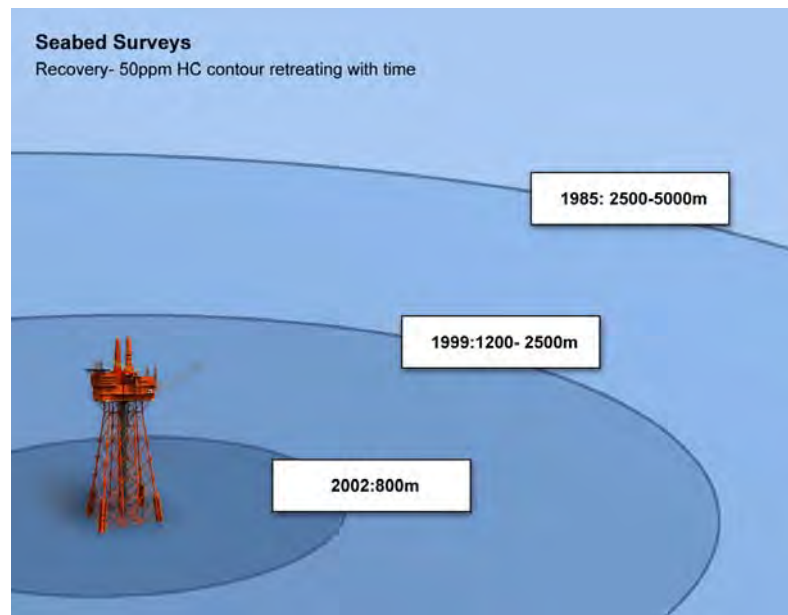 Seabed Surveys
Recovery- 50ppm HC contour retreating with time
1985: 2500-5000m
1999:1200- 2500m
2002:800m